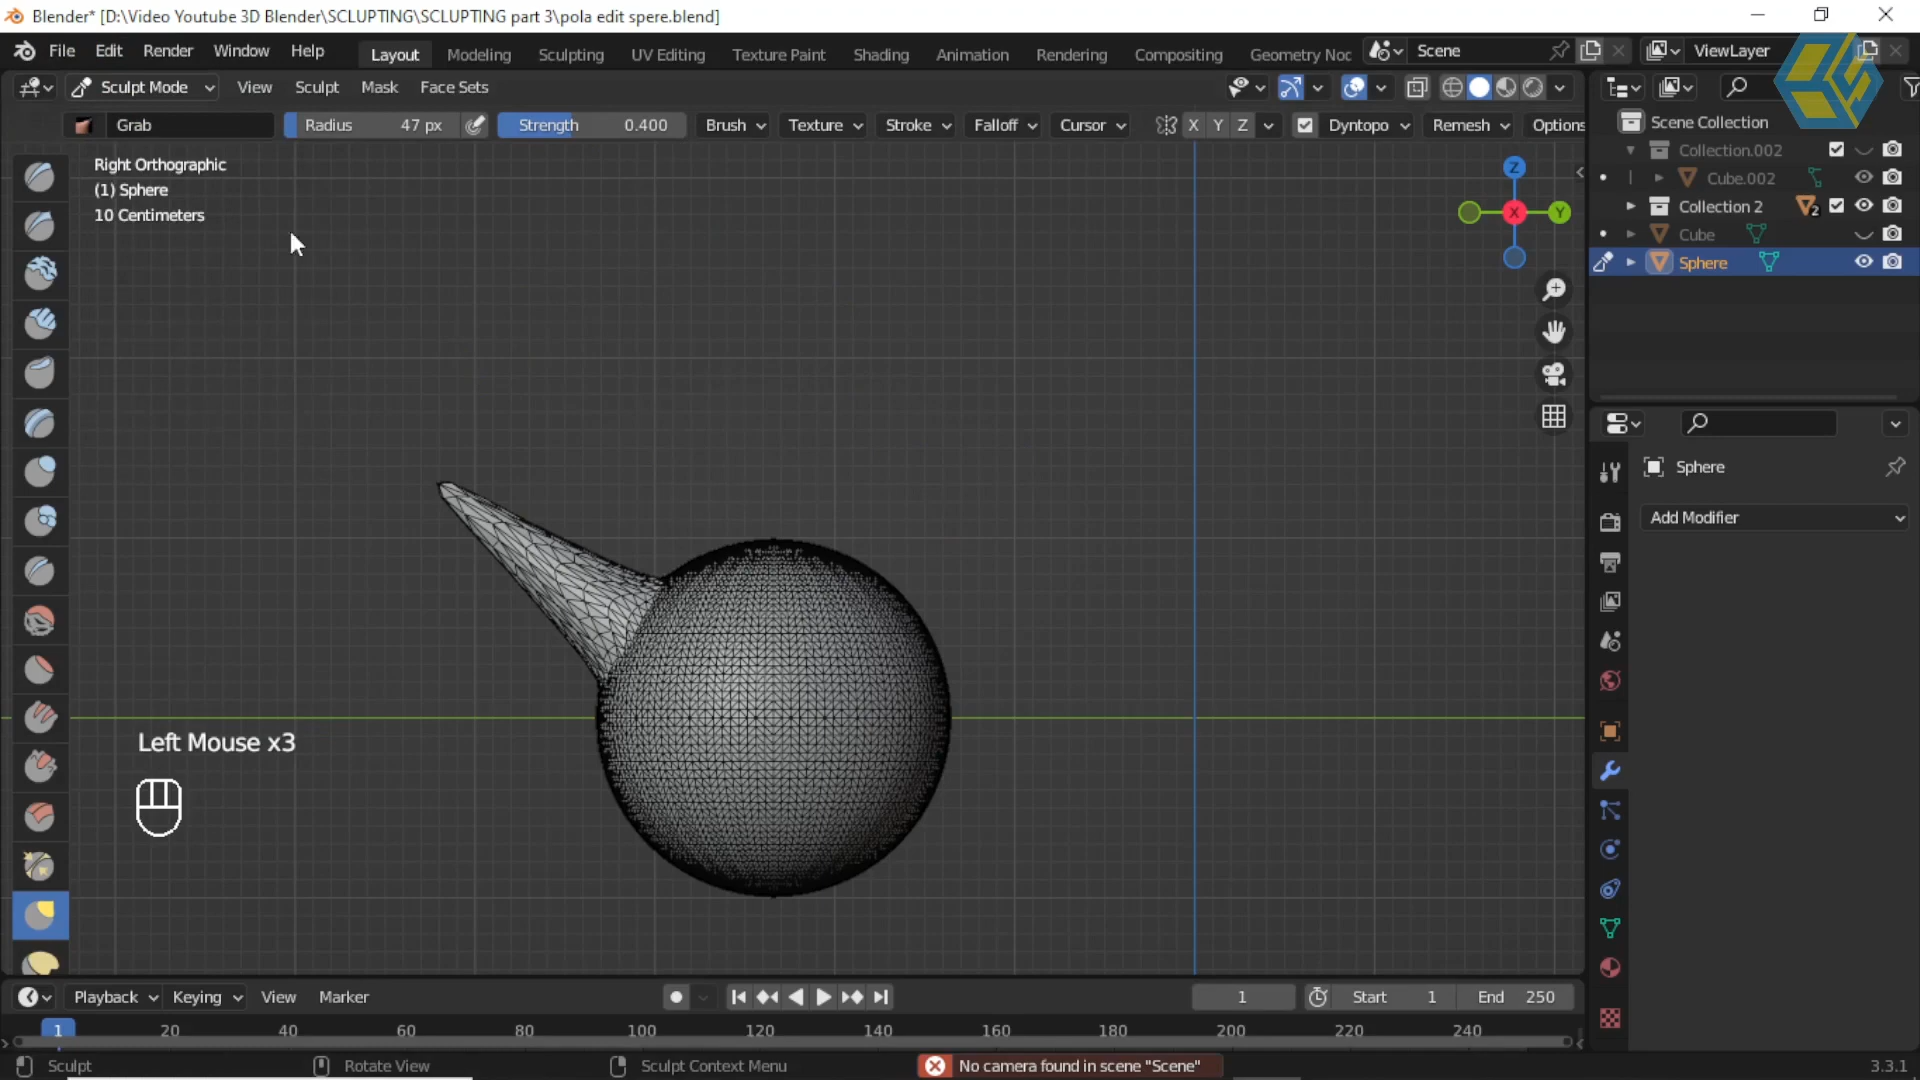 Blender* [D:\Video Youtube 3D Blender\SCLUPTING\SCLUPTING part 3\pola edit spere.blend]
File Edit Render Window Help Layout Modeling Sculpting UV Editing Texture Paint Shading Animation Rendering Compositing Geometry Noc Scene ViewLayer
Sculpt Mode View Sculpt Mask Face Sets
Grab Radius 47 px Strength 0.400 Brush Texture Stroke Falloff Cursor X Y Z Dyntopo Remesh Options
Right Orthographic
(1) Sphere
10 Centimeters
Z
X Y
Scene Collection
Collection.002
Cube.002
Collection 2 2
Cube
Sphere
Sphere
Add Modifier
Left Mouse x3
Playback Keying View Marker 1 Start 1 End 250
1 20 40 60 80 100 120 140 160 180 200 220 240
Sculpt Rotate View Sculpt Context Menu No camera found in scene "Scene" 3.3.1